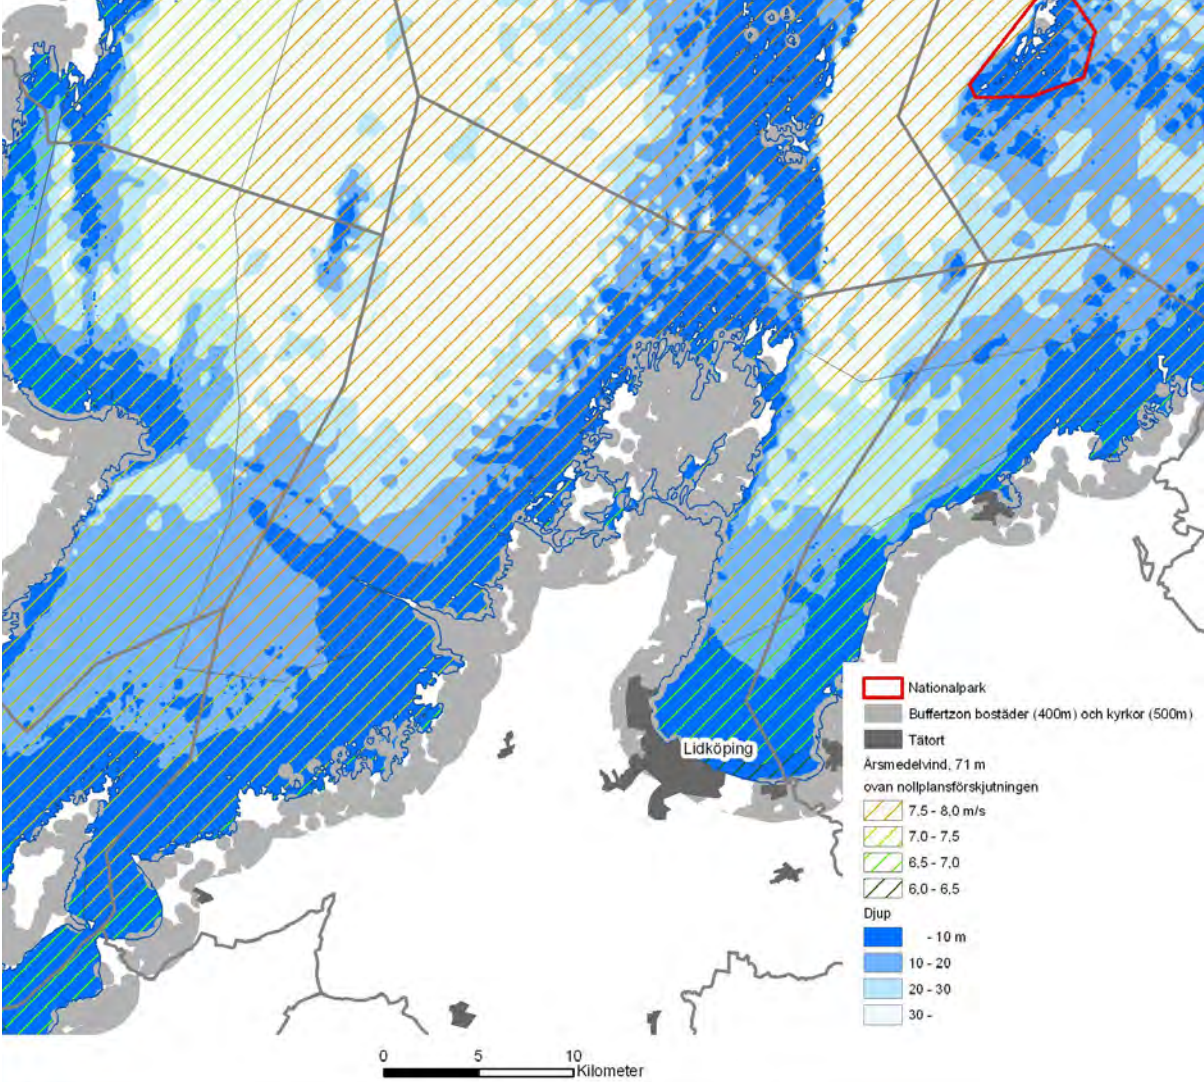 Lidköping
Nationalpark
Buffertzon bostäder (400m) och kyrkor (500m)
Tätort
Årsmedelvind, 71 m
ovan nollplansförskjutningen
7,5 - 8,0 m/s
7,0 - 7,5
6,5 - 7,0
6,0 - 6,5
Djup
- 10 m
10 - 20
20 - 30
30 -
0 5 10
Kilometer